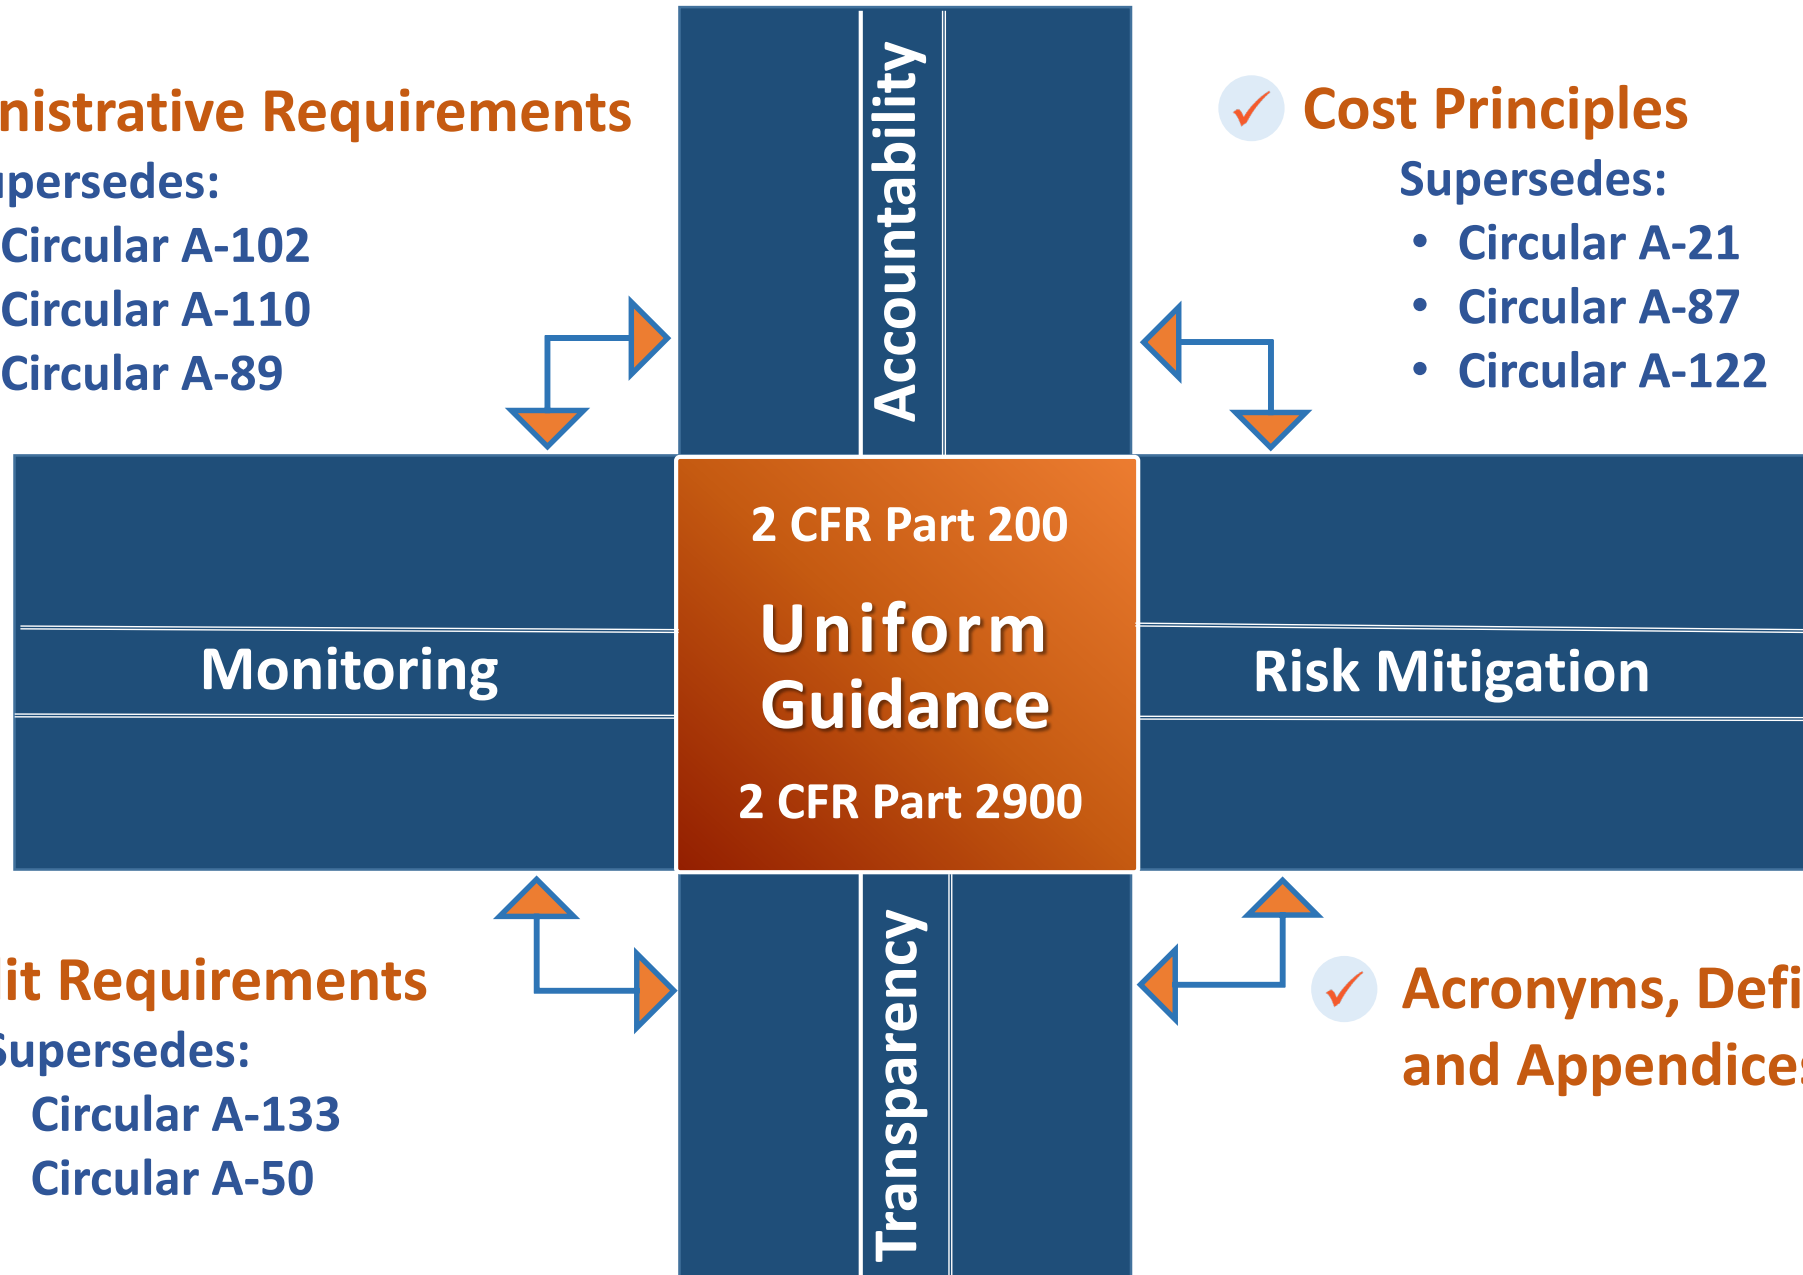 nistrative Requirements
upersedes:
Circular A-102
Circular A-110
Circular A-89
Accountability
Cost Principles
Supersedes:
• Circular A-21
• Circular A-87
• Circular A-122
Monitoring
2 CFR Part 200
Uniform
Guidance
2 CFR Part 2900
Risk Mitigation
lit Requirements
Supersedes:
Circular A-133
Circular A-50
Transparency
Acronyms, Defi
and Appendices